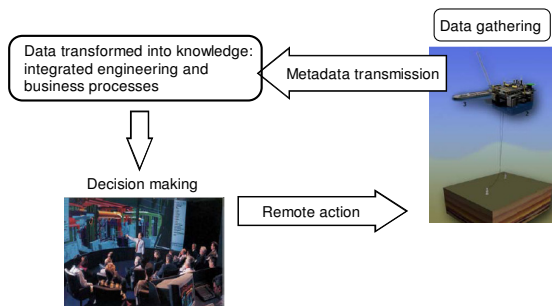 Data gathering
Data transformed into knowledge:
integrated engineering and
business processes
Metadata transmission
Decision making
Remote action